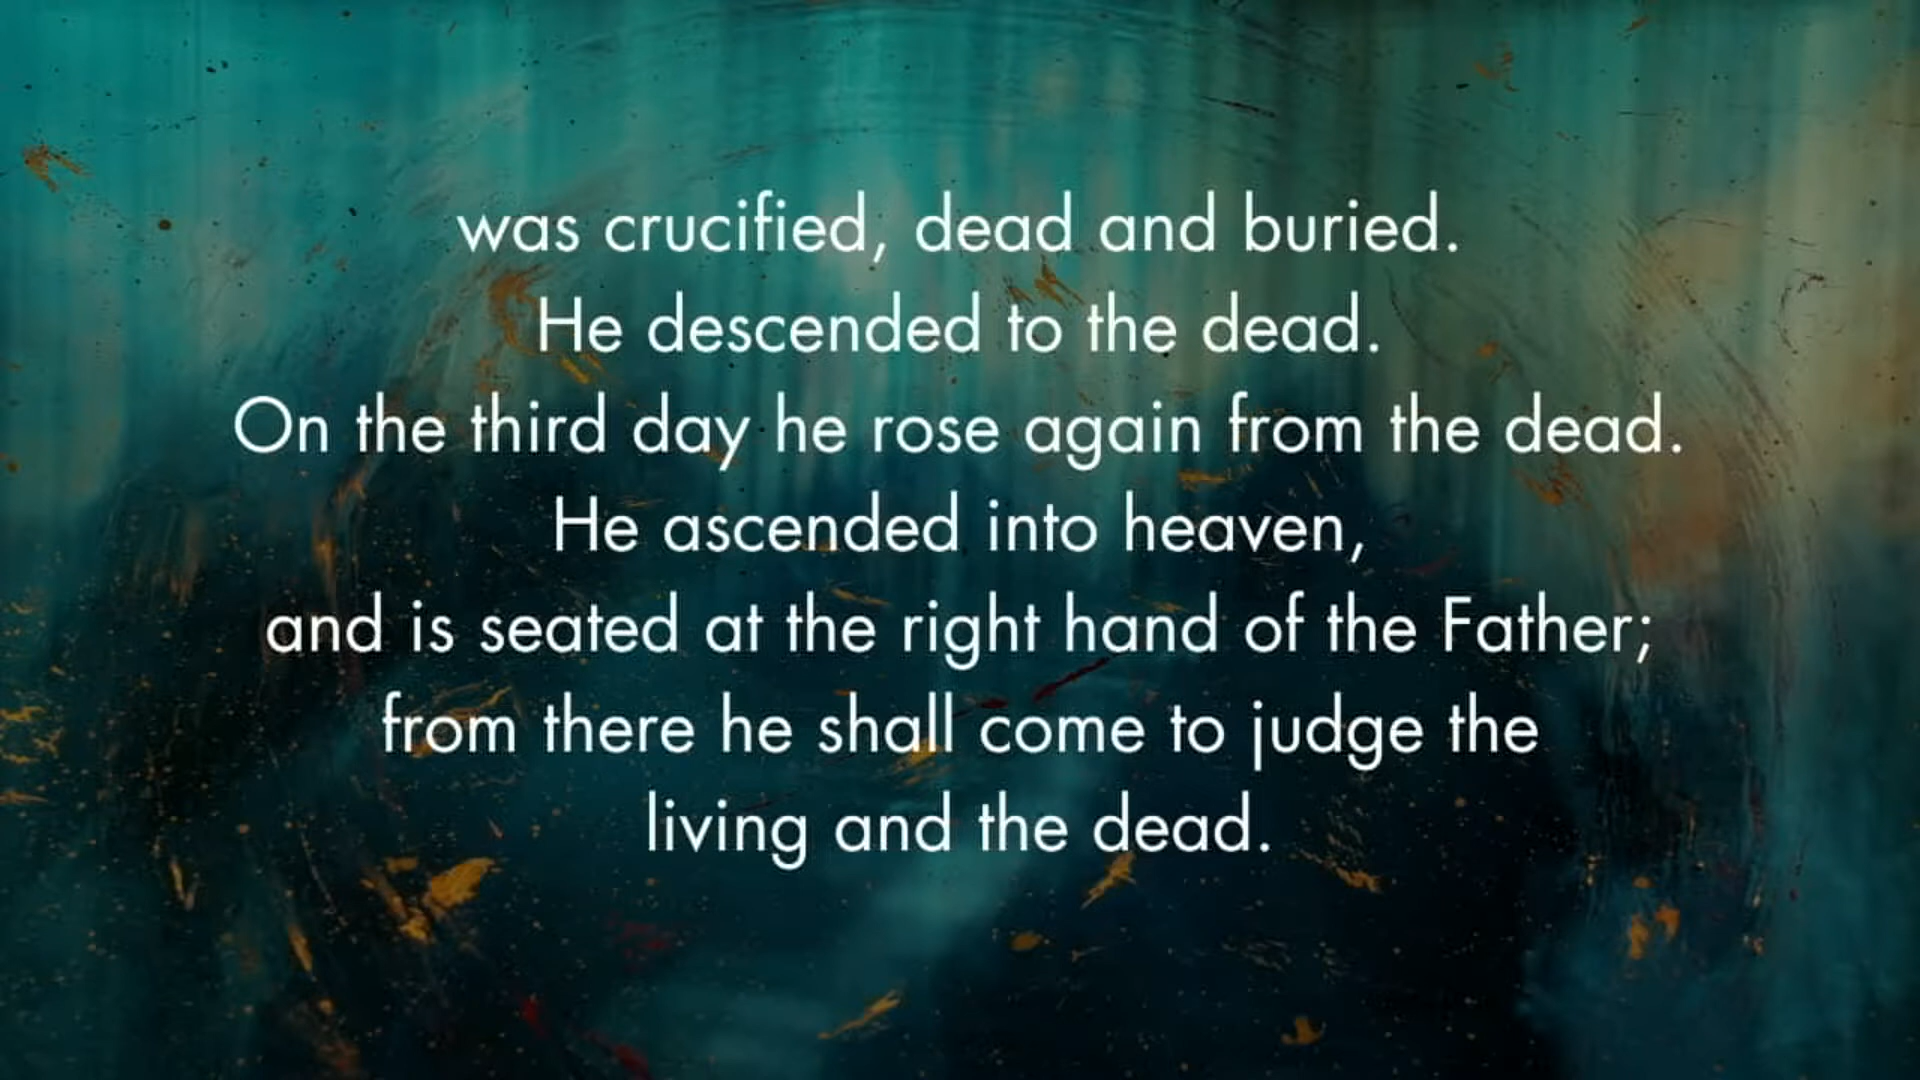 was crucified, dead and buried.
He descended to the dead.
On the third day he rose again from the dead.
He ascended into heaven,
and is seated at the right hand of the Father;
from there he shall come to judge the
living and the dead.